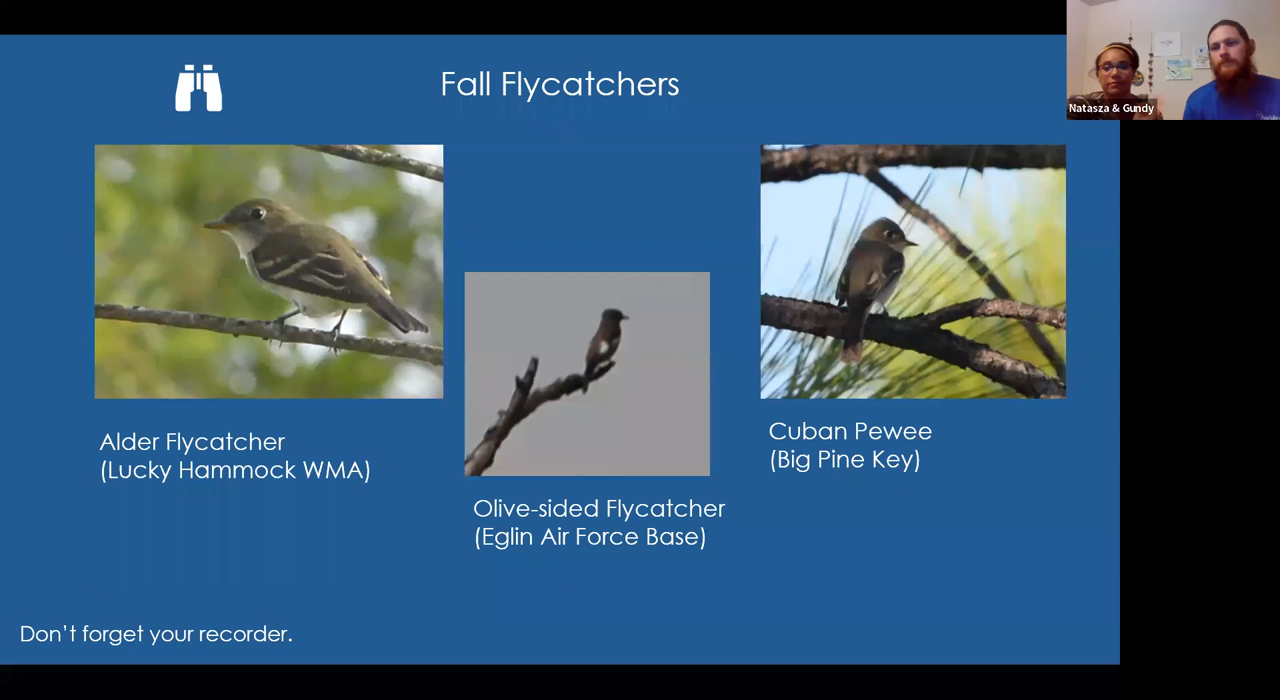 Fall Flycatchers
Natasza & Gundy
Alder Flycatcher
(Lucky Hammock WMA)
Olive-sided Flycatcher
(Eglin Air Force Base)
Cuban Pewee
(Big Pine Key)
Don't forget your recorder.